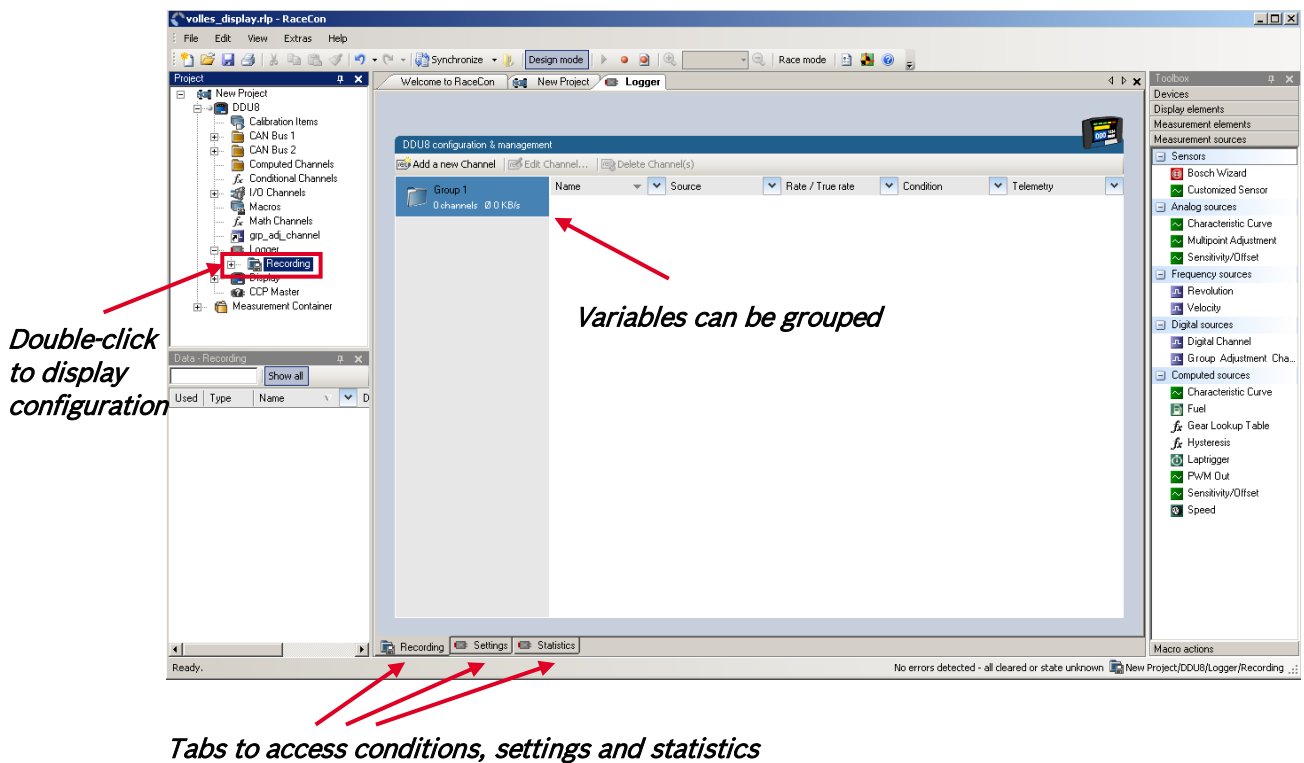 volles_display.rlp - RaceCon
File Edit View Extras Help
Synchronize Design mode Race mode
Project
New Project
DDU8
Calibration Items
CAN Bus 1
CAN Bus 2
Computed Channels
Conditional Channels
I/O Channels
Macros
Math Channels
grp_adj_channel
Logger
Recording
Display
CCP Master
Measurement Container
Double-click
to display
configuration
Data - Recording
Show all
Used Type Name D
Welcome to RaceCon New Project Logger
DDU8 configuration & management
Add a new Channel Edit Channel... Delete Channel(s)
Group 1
0 channels Ø 0 KB/s
Name Source Rate / True rate Condition Telemetry
Variables can be grouped
Recording Settings Statistics
Toolbox
Devices
Display elements
Measurement elements
Measurement sources
Sensors
Bosch Wizard
Customized Sensor
Analog sources
Characteristic Curve
Multipoint Adjustment
Sensitivity/Offset
Frequency sources
Revolution
Velocity
Digital sources
Digital Channel
Group Adjustment Cha...
Computed sources
Characteristic Curve
Fuel
fx Gear Lookup Table
fx Hysteresis
Laptrigger
PWM Out
Sensitivity/Offset
Speed
Macro actions
Ready. No errors detected - all cleared or state unknown New Project/DDU8/Logger/Recording
Tabs to access conditions, settings and statistics